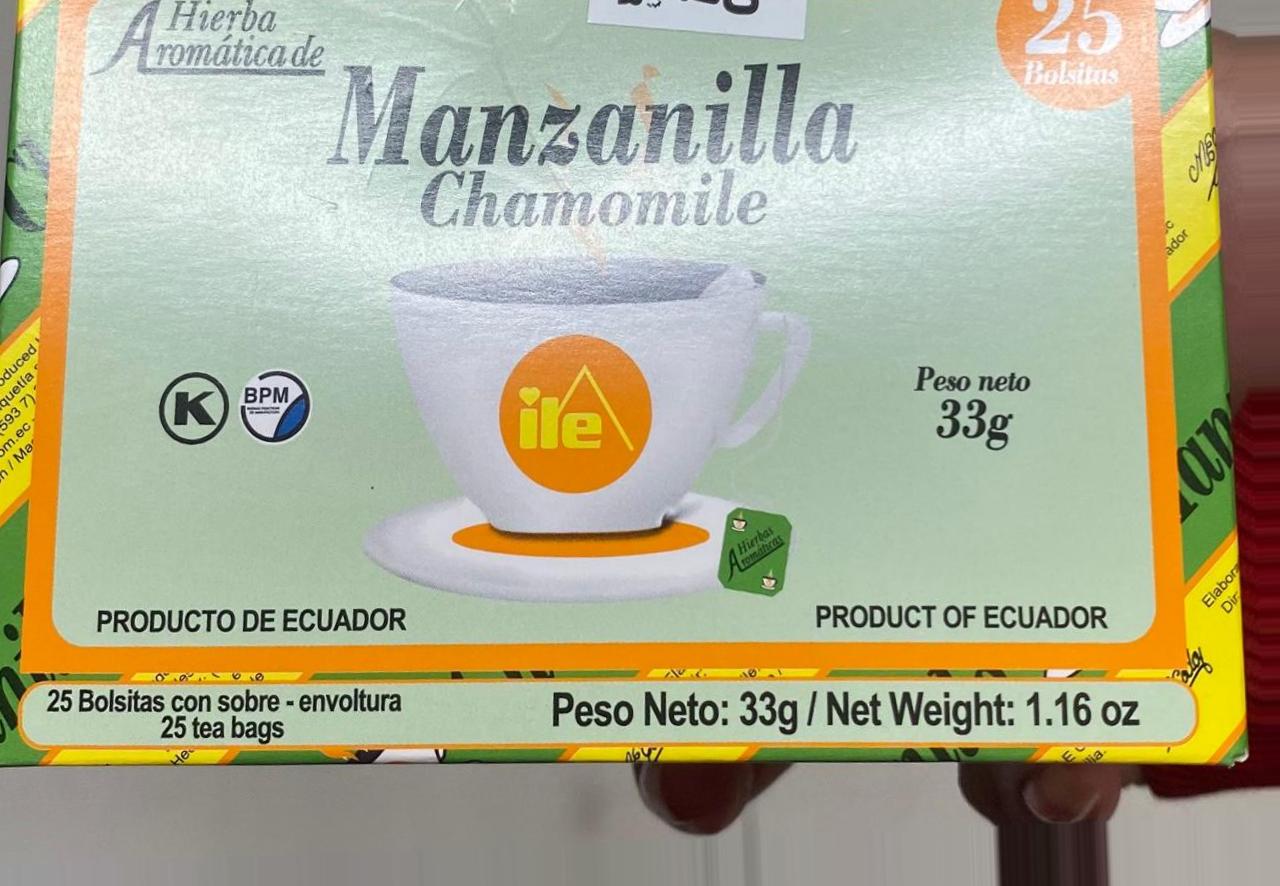 Hierba
Aromática de
25
Bolsitas
Manzanilla
Chamomile
K
BPM
ile
Peso neto
33g
Hierbas
Aromáticas
PRODUCTO DE ECUADOR
PRODUCT OF ECUADOR
25 Bolsitas con sobre - envoltura
25 tea bags
Peso Neto: 33g / Net Weight: 1.16 oz